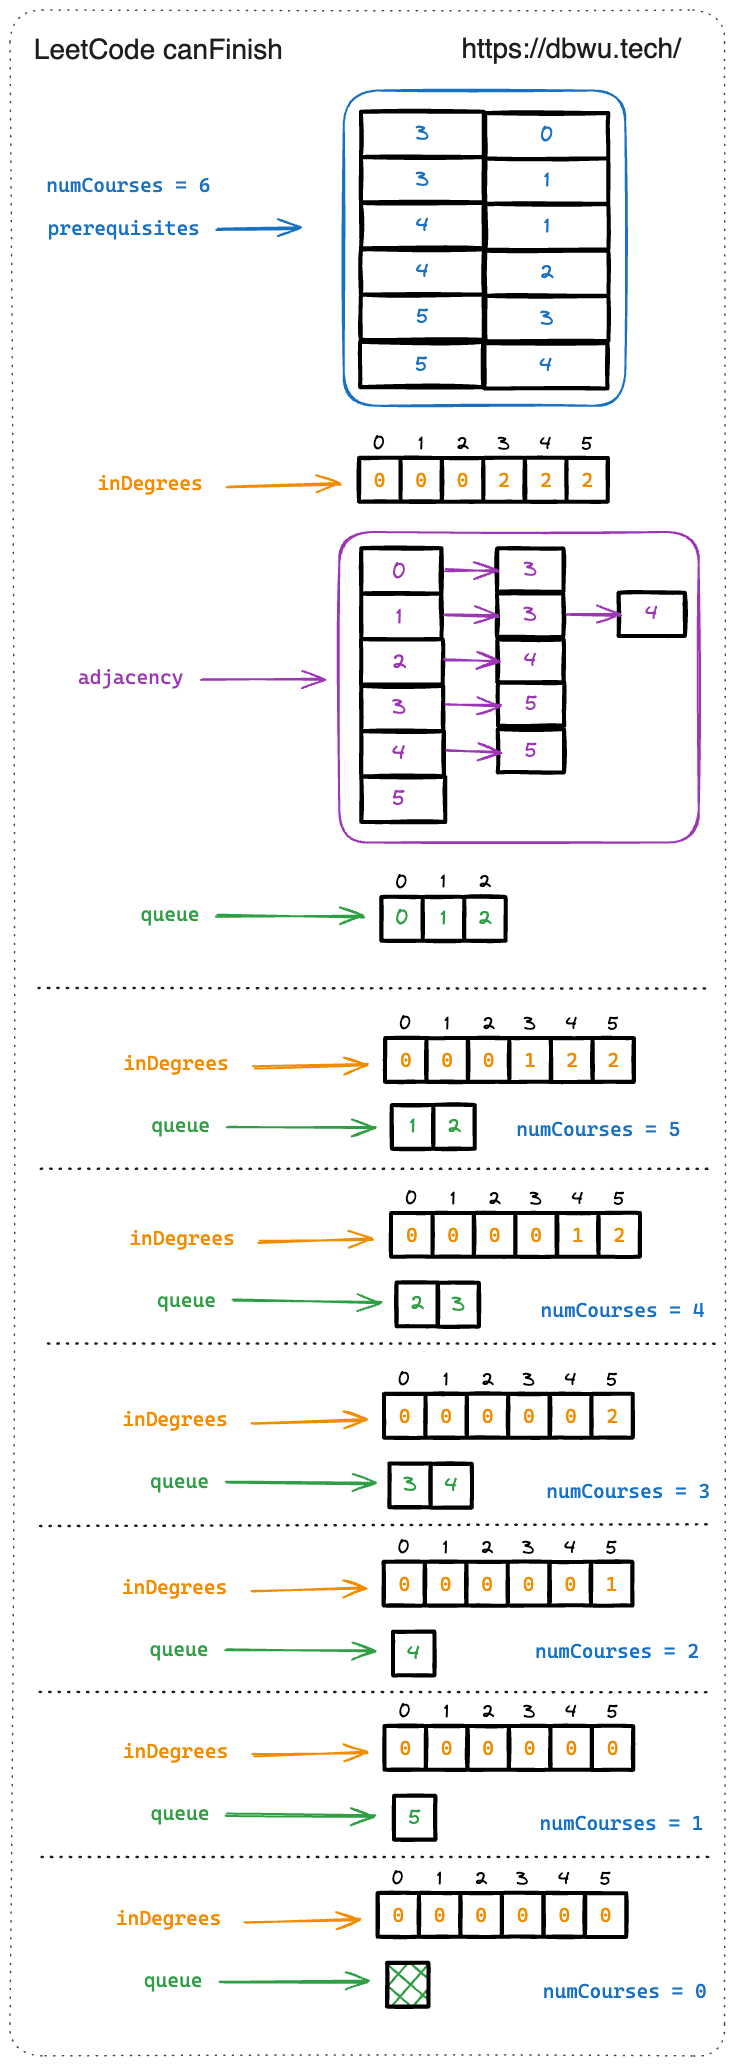 LeetCode canFinish https://dbwu.tech/
3 0
numCourses = 6 3 1
prerequisites 4 1
4 2
5 3
5 4
0 1 2 3 4 5
inDegrees 0 0 0 2 2 2
0 3
1 3 4
2 4
adjacency
3 5
4 5
5
0 1 2
queue 0 1 2
0 1 2 3 4 5
inDegrees 0 0 0 1 2 2
queue 1 2 numCourses = 5
0 1 2 3 4 5
inDegrees 0 0 0 0 1 2
queue 2 3 numCourses = 4
0 1 2 3 4 5
inDegrees 0 0 0 0 0 2
queue 3 4 numCourses = 3
0 1 2 3 4 5
inDegrees 0 0 0 0 0 1
queue 4 numCourses = 2
0 1 2 3 4 5
inDegrees 0 0 0 0 0 0
queue 5 numCourses = 1
0 1 2 3 4 5
inDegrees 0 0 0 0 0 0
queue numCourses = 0